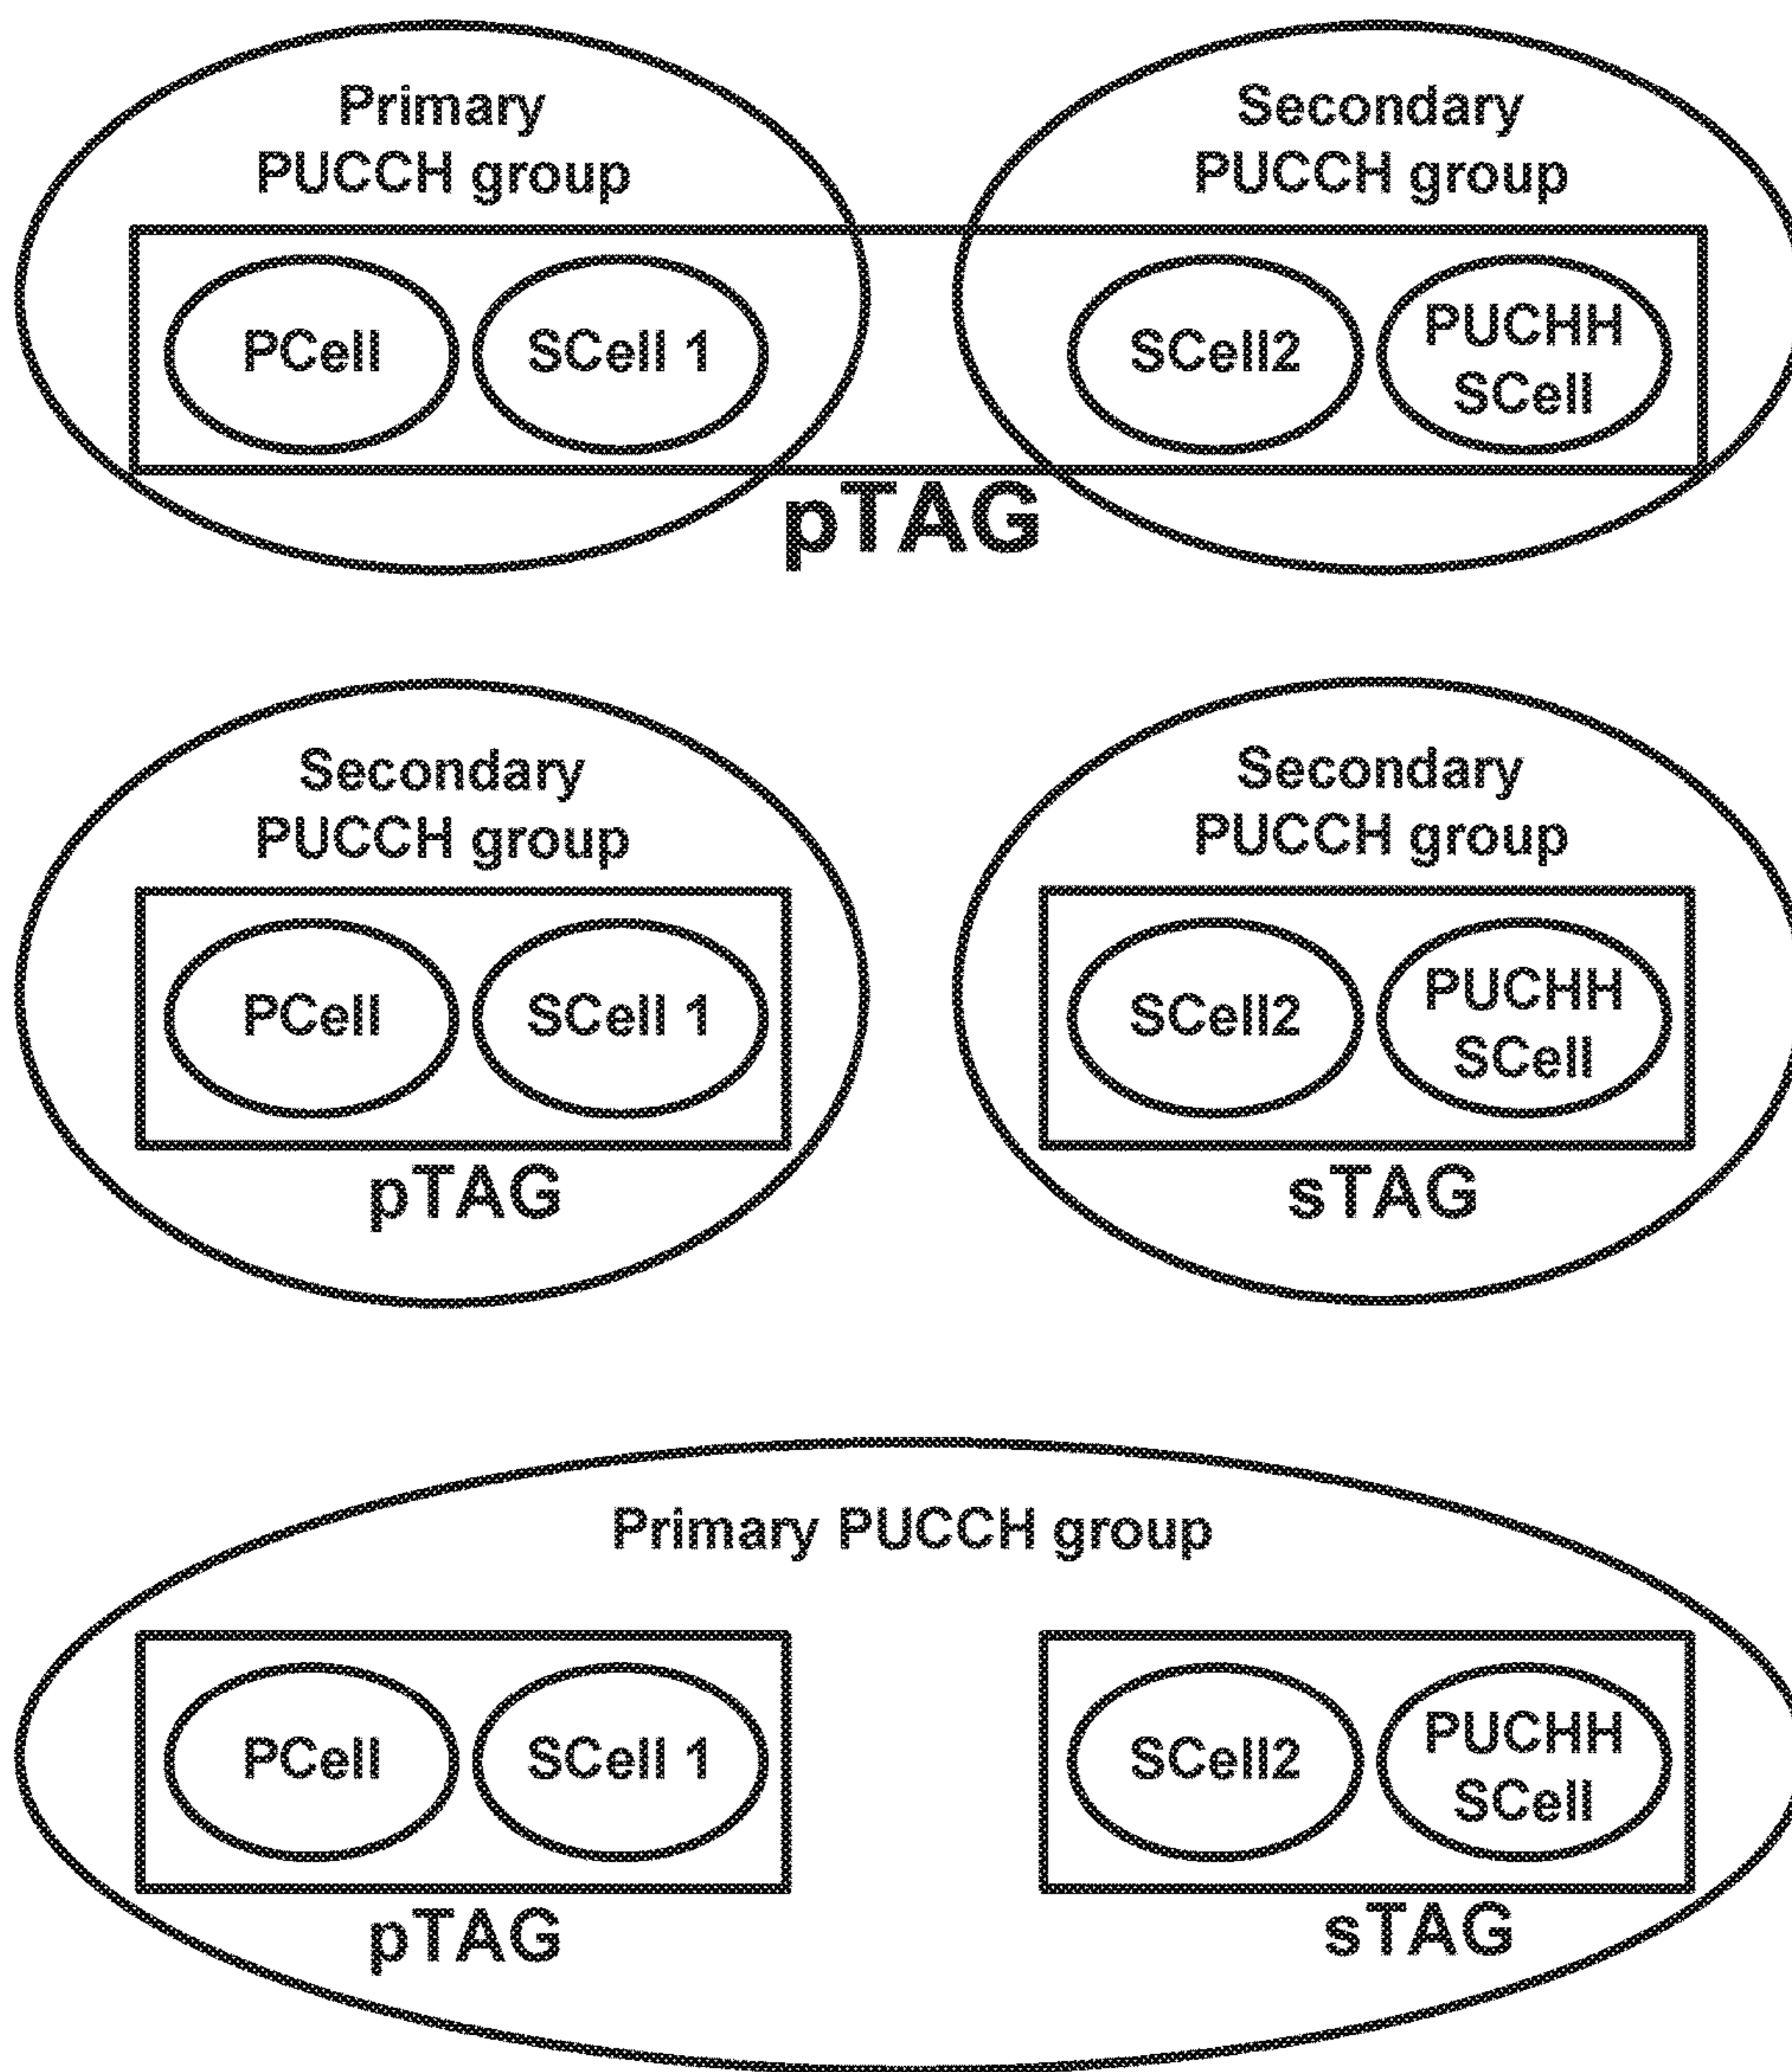 Primary
PUCCH group
Secondary
PUCCH group
PCell
SCell 1
SCell2
PUCHH
SCell
pTAG
Secondary
PUCCH group
Secondary
PUCCH group
PCell
SCell 1
SCell2
PUCHH
SCell
pTAG
sTAG
Primary PUCCH group
PCell
SCell 1
SCell2
PUCHH
SCell
pTAG
sTAG